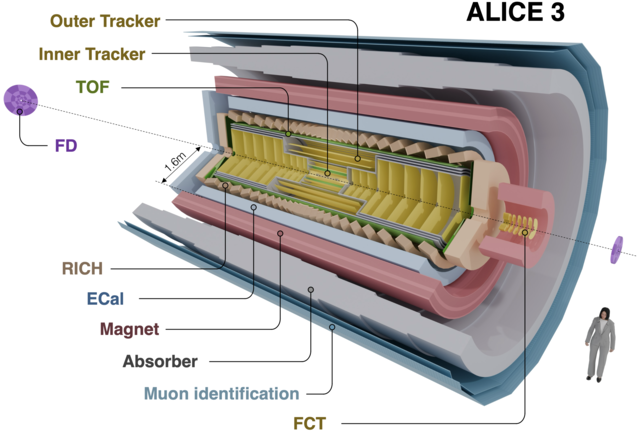 ALICE 3
Outer Tracker
Inner Tracker
TOF
FD
1.6m
RICH
ECal
Magnet
Absorber
Muon identification
FCT